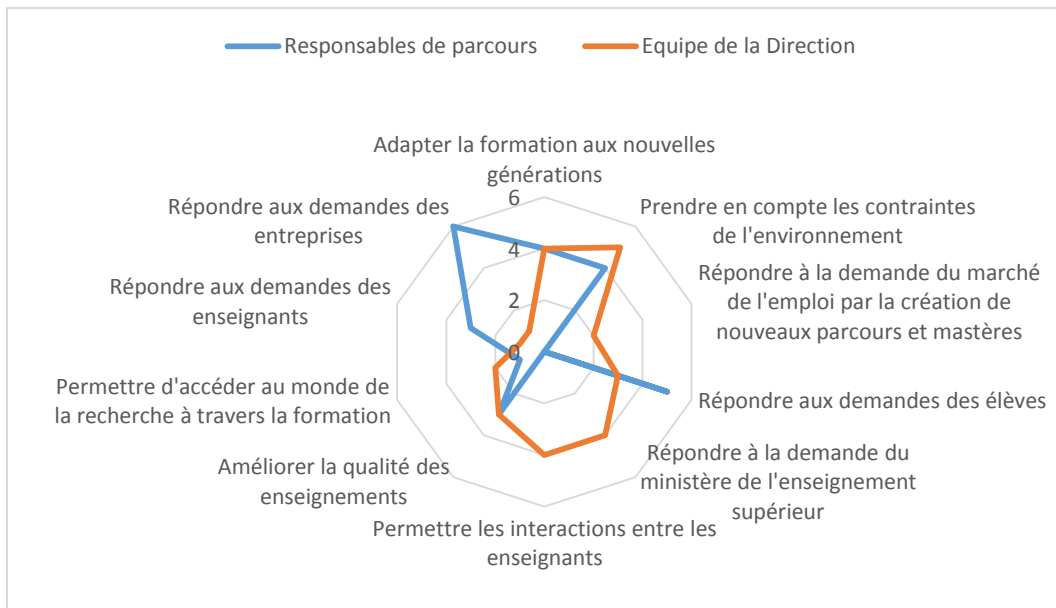 Responsables de parcours
Equipe de la Direction
Adapter la formation aux nouvelles
générations
Prendre en compte les contraintes
de l'environnement
Répondre à la demande du marché
de l'emploi par la création de
nouveaux parcours et mastères
Répondre aux demandes des élèves
Répondre à la demande du
ministère de l'enseignement
supérieur
Permettre les interactions entre les
enseignants
Améliorer la qualité des
enseignements
Permettre d'accéder au monde de
la recherche à travers la formation
Répondre aux demandes des
enseignants
Répondre aux demandes des
entreprises
6
4
2
0